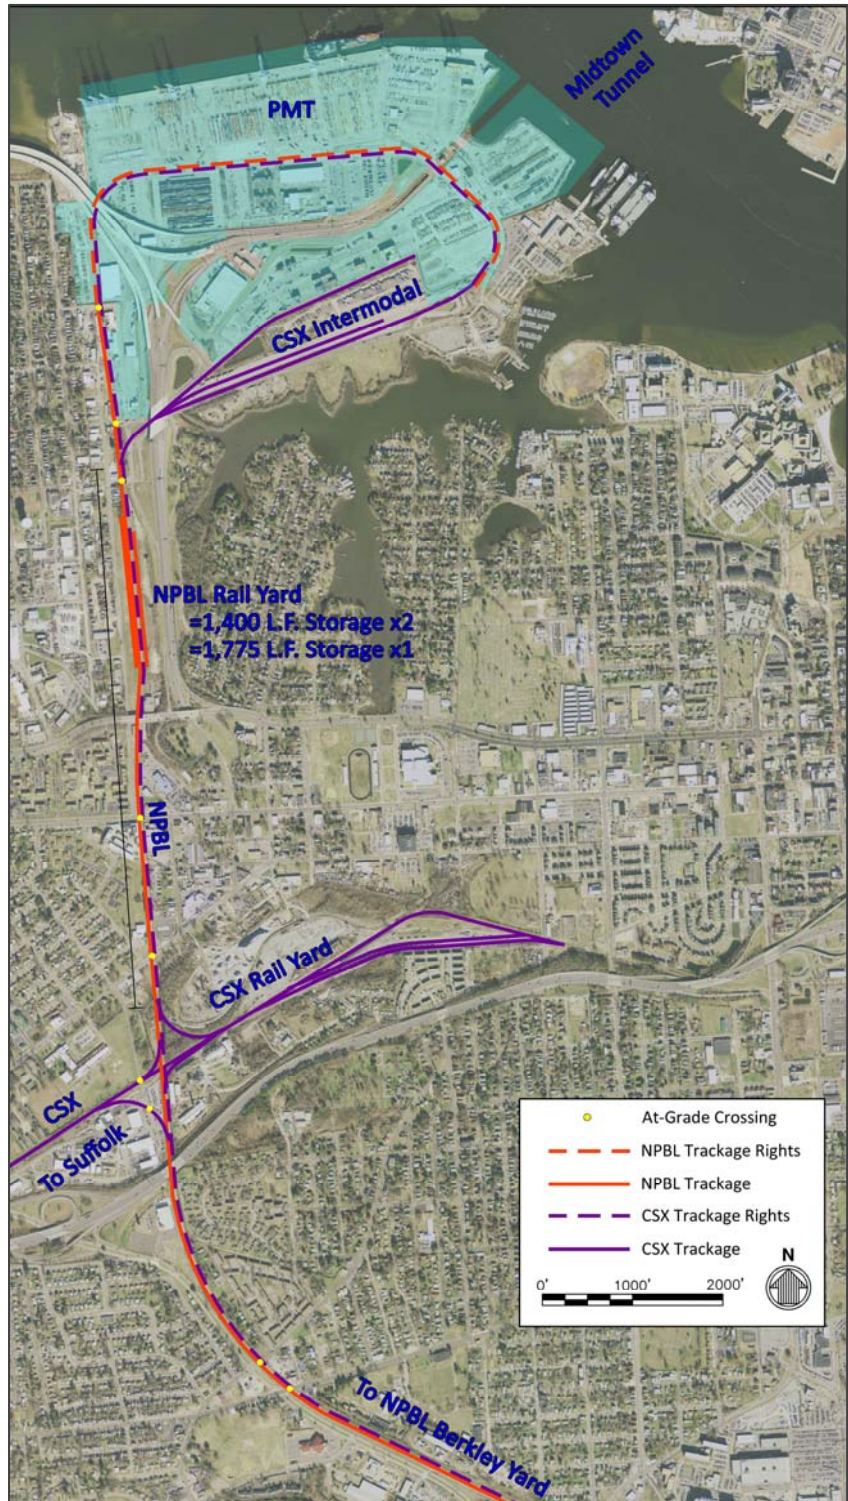 Midtown
Tunnel
PMT
CSX Intermodal
NPBL Rail Yard
=1,400 L.F. Storage x2
=1,775 L.F. Storage x1
NPBL
CSX Rail Yard
CSX
To Suffolk
At-Grade Crossing
NPBL Trackage Rights
NPBL Trackage
CSX Trackage Rights
CSX Trackage
N
0' 1000' 2000'
To NPBL Berkley Yard